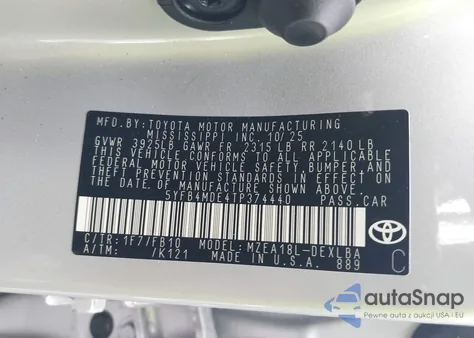 MFD. BY: TOYOTA MOTOR MANUFACTURING
MISSISSIPPI INC. 10/25
GVWR 3925LB GAWR FR 2315 LB RR 2140 LB
THIS VEHICLE CONFORMS TO ALL APPLICABLE
FEDERAL MOTOR VEHICLE SAFETY, BUMPER, AND
THEFT PREVENTION STANDARDS IN EFFECT ON
THE DATE OF MANUFACTURE SHOWN ABOVE.
5YFB4MDE4TP374440 PASS.CAR
C/TR: 1F7/FB10 MODEL: MZEA18L-DEXLBA
A/TM: /K121 MADE IN U.S.A. 889
C
autoSnap
Pewne auta z aukcji USA i EU